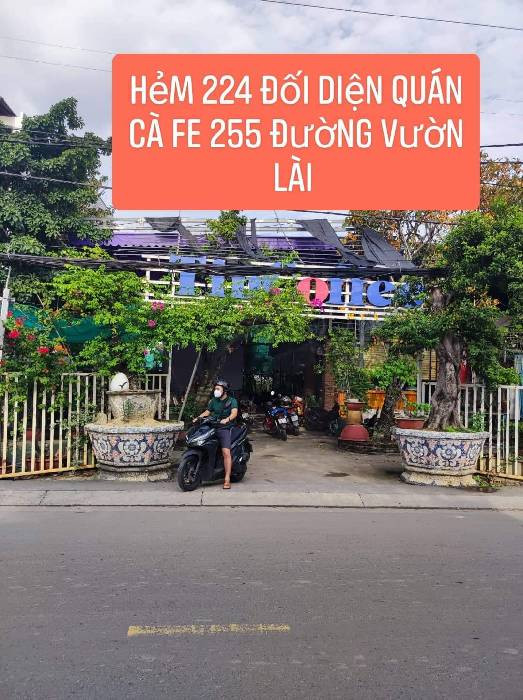 HẻM 224 ĐốI DIỆN QUÁN
CÀ FE 255 ĐườNG VườN
LÀI